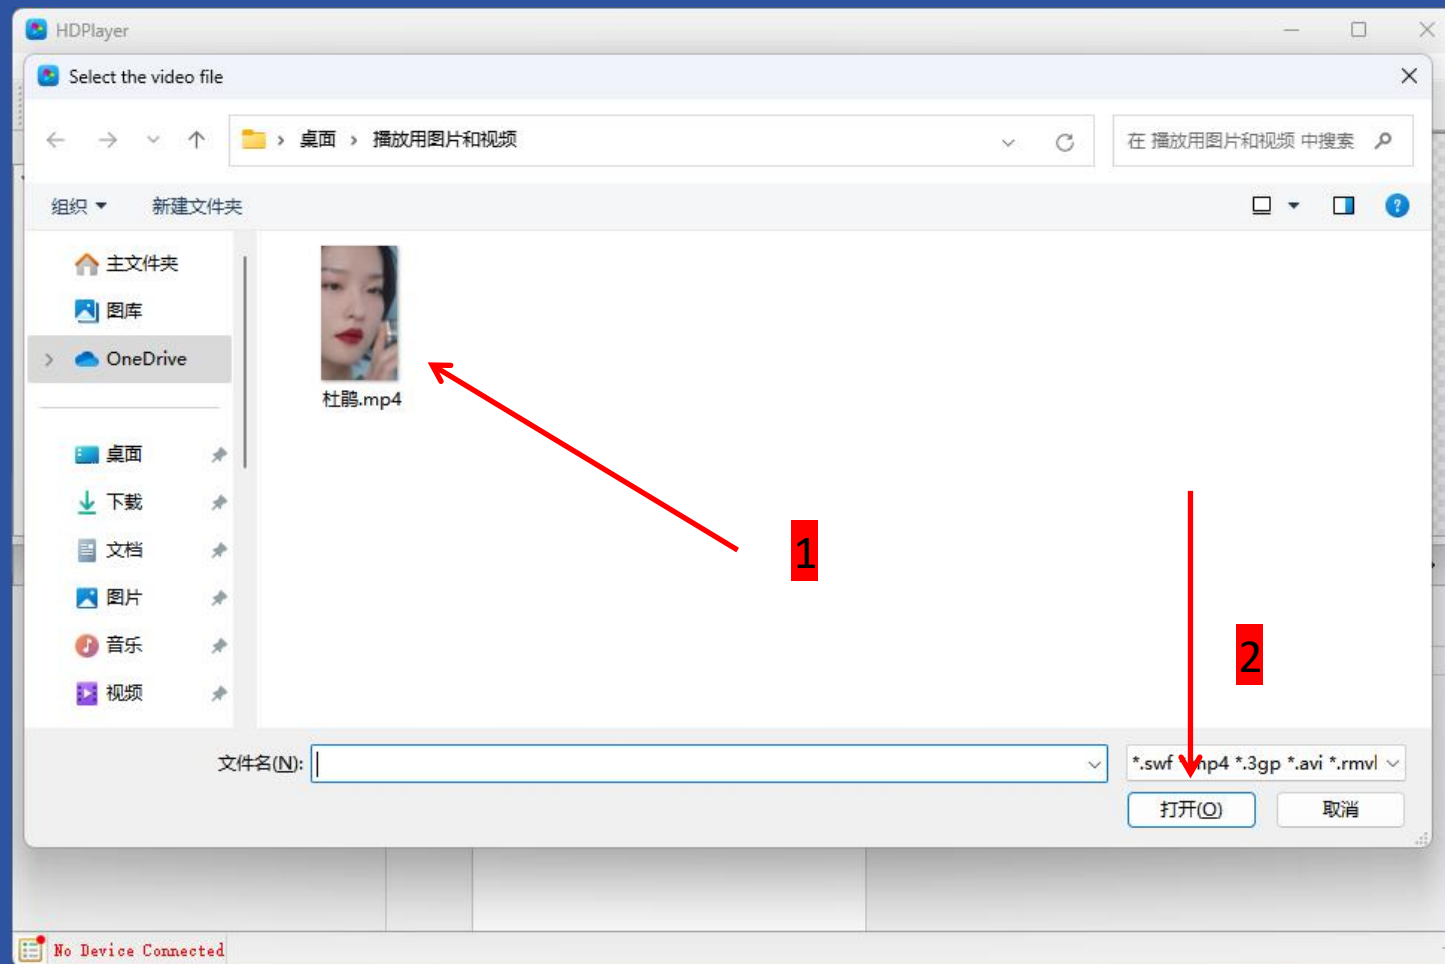 HDPlayer
Select the video file
桌面 › 播放用图片和视频
在 播放用图片和视频 中搜索
组织
新建文件夹
主文件夹
图库
OneDrive
桌面
下载
文档
图片
音乐
视频
杜鹃.mp4
1
2
文件名(N):
*.swf *.mp4 *.3gp *.avi *.rmvl
打开(O)
取消
No Device Connected